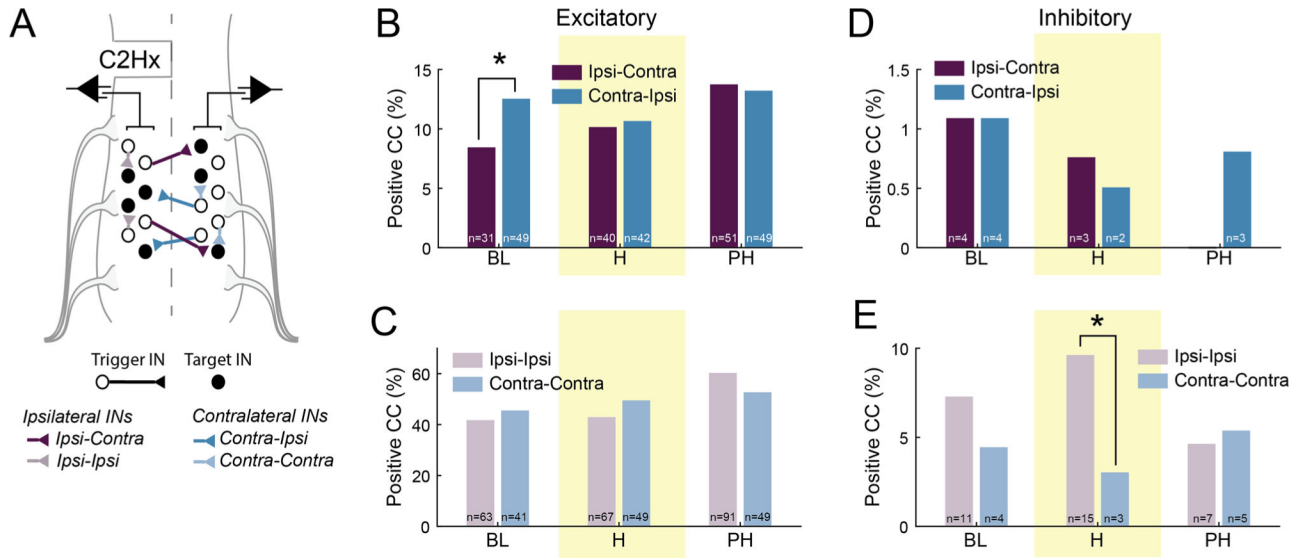 A
C2Hx
Trigger IN
Target IN
Ipsilateral INs
Ipsi-Contra
Ipsi-Ipsi
Contralateral INs
Contra-Ipsi
Contra-Contra
B
Excitatory
*
Ipsi-Contra
Contra-Ipsi
Positive CC (%)
15
10
5
0
n=31
n=49
n=40
n=42
n=51
n=49
BL
H
PH
C
Ipsi-Ipsi
Contra-Contra
Positive CC (%)
60
40
20
0
n=63
n=41
n=67
n=49
n=91
n=49
BL
H
PH
D
Inhibitory
Ipsi-Contra
Contra-Ipsi
Positive CC (%)
1.5
1
0.5
0
n=4
n=4
n=3
n=2
n=3
BL
H
PH
E
*
Ipsi-Ipsi
Contra-Contra
Positive CC (%)
10
5
0
n=11
n=4
n=15
n=3
n=7
n=5
BL
H
PH